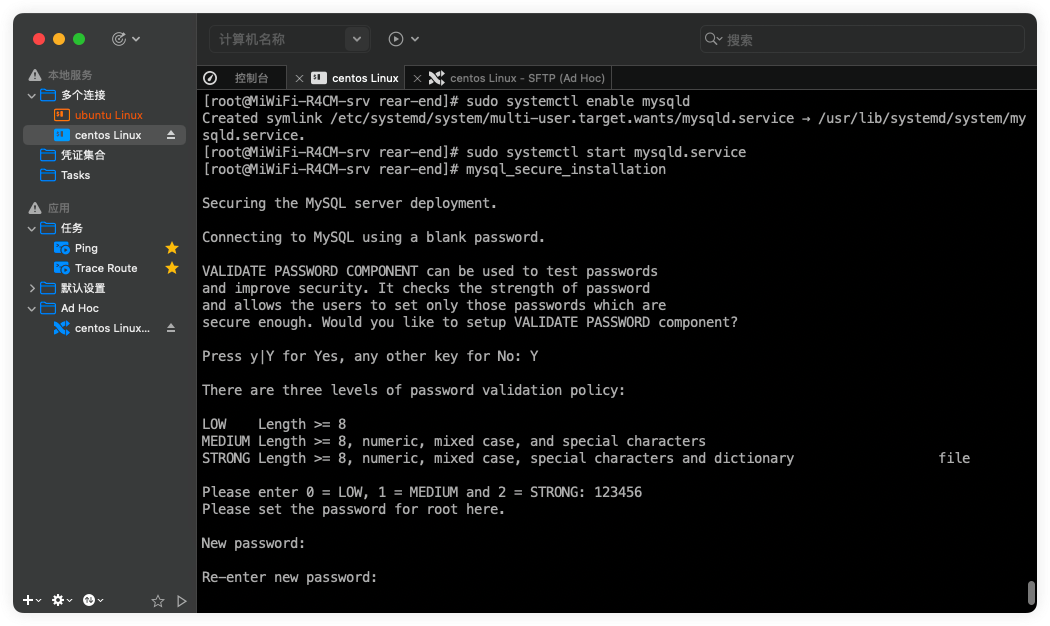 计算机名称
搜索
本地服务
多个连接
ubuntu Linux
centos Linux
凭证集合
Tasks
应用
任务
Ping
Trace Route
默认设置
Ad Hoc
centos Linux...
控制台
centos Linux
centos Linux - SFTP (Ad Hoc)
[root@MiWiFi-R4CM-srv rear-end]# sudo systemctl enable mysqld
Created symlink /etc/systemd/system/multi-user.target.wants/mysqld.service → /usr/lib/systemd/system/my
sqld.service.
[root@MiWiFi-R4CM-srv rear-end]# sudo systemctl start mysqld.service
[root@MiWiFi-R4CM-srv rear-end]# mysql_secure_installation
Securing the MySQL server deployment.
Connecting to MySQL using a blank password.
VALIDATE PASSWORD COMPONENT can be used to test passwords
and improve security. It checks the strength of password
and allows the users to set only those passwords which are
secure enough. Would you like to setup VALIDATE PASSWORD component?
Press y|Y for Yes, any other key for No: Y
There are three levels of password validation policy:
LOW    Length >= 8
MEDIUM Length >= 8, numeric, mixed case, and special characters
STRONG Length >= 8, numeric, mixed case, special characters and dictionary                  file
Please enter 0 = LOW, 1 = MEDIUM and 2 = STRONG: 123456
Please set the password for root here.
New password:
Re-enter new password: